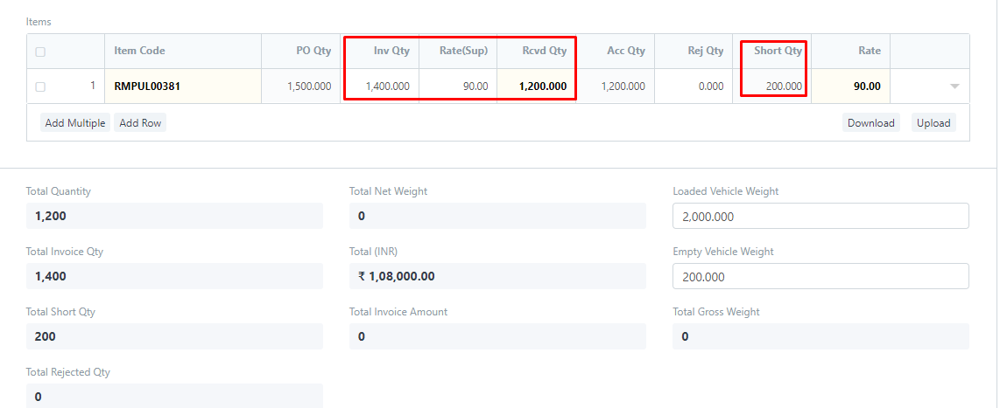 Items
Item Code PO Qty Inv Qty Rate(Sup) Rcvd Qty Acc Qty Rej Qty Short Qty Rate
1 RMPUL00381 1,500.000 1,400.000 90.00 1,200.000 1,200.000 0.000 200.000 90.00
Add Multiple Add Row Download Upload
Total Quantity Total Net Weight Loaded Vehicle Weight
1,200 0 2,000.000
Total Invoice Qty Total (INR) Empty Vehicle Weight
1,400 ₹ 1,08,000.00 200.000
Total Short Qty Total Invoice Amount Total Gross Weight
200 0 0
Total Rejected Qty
0